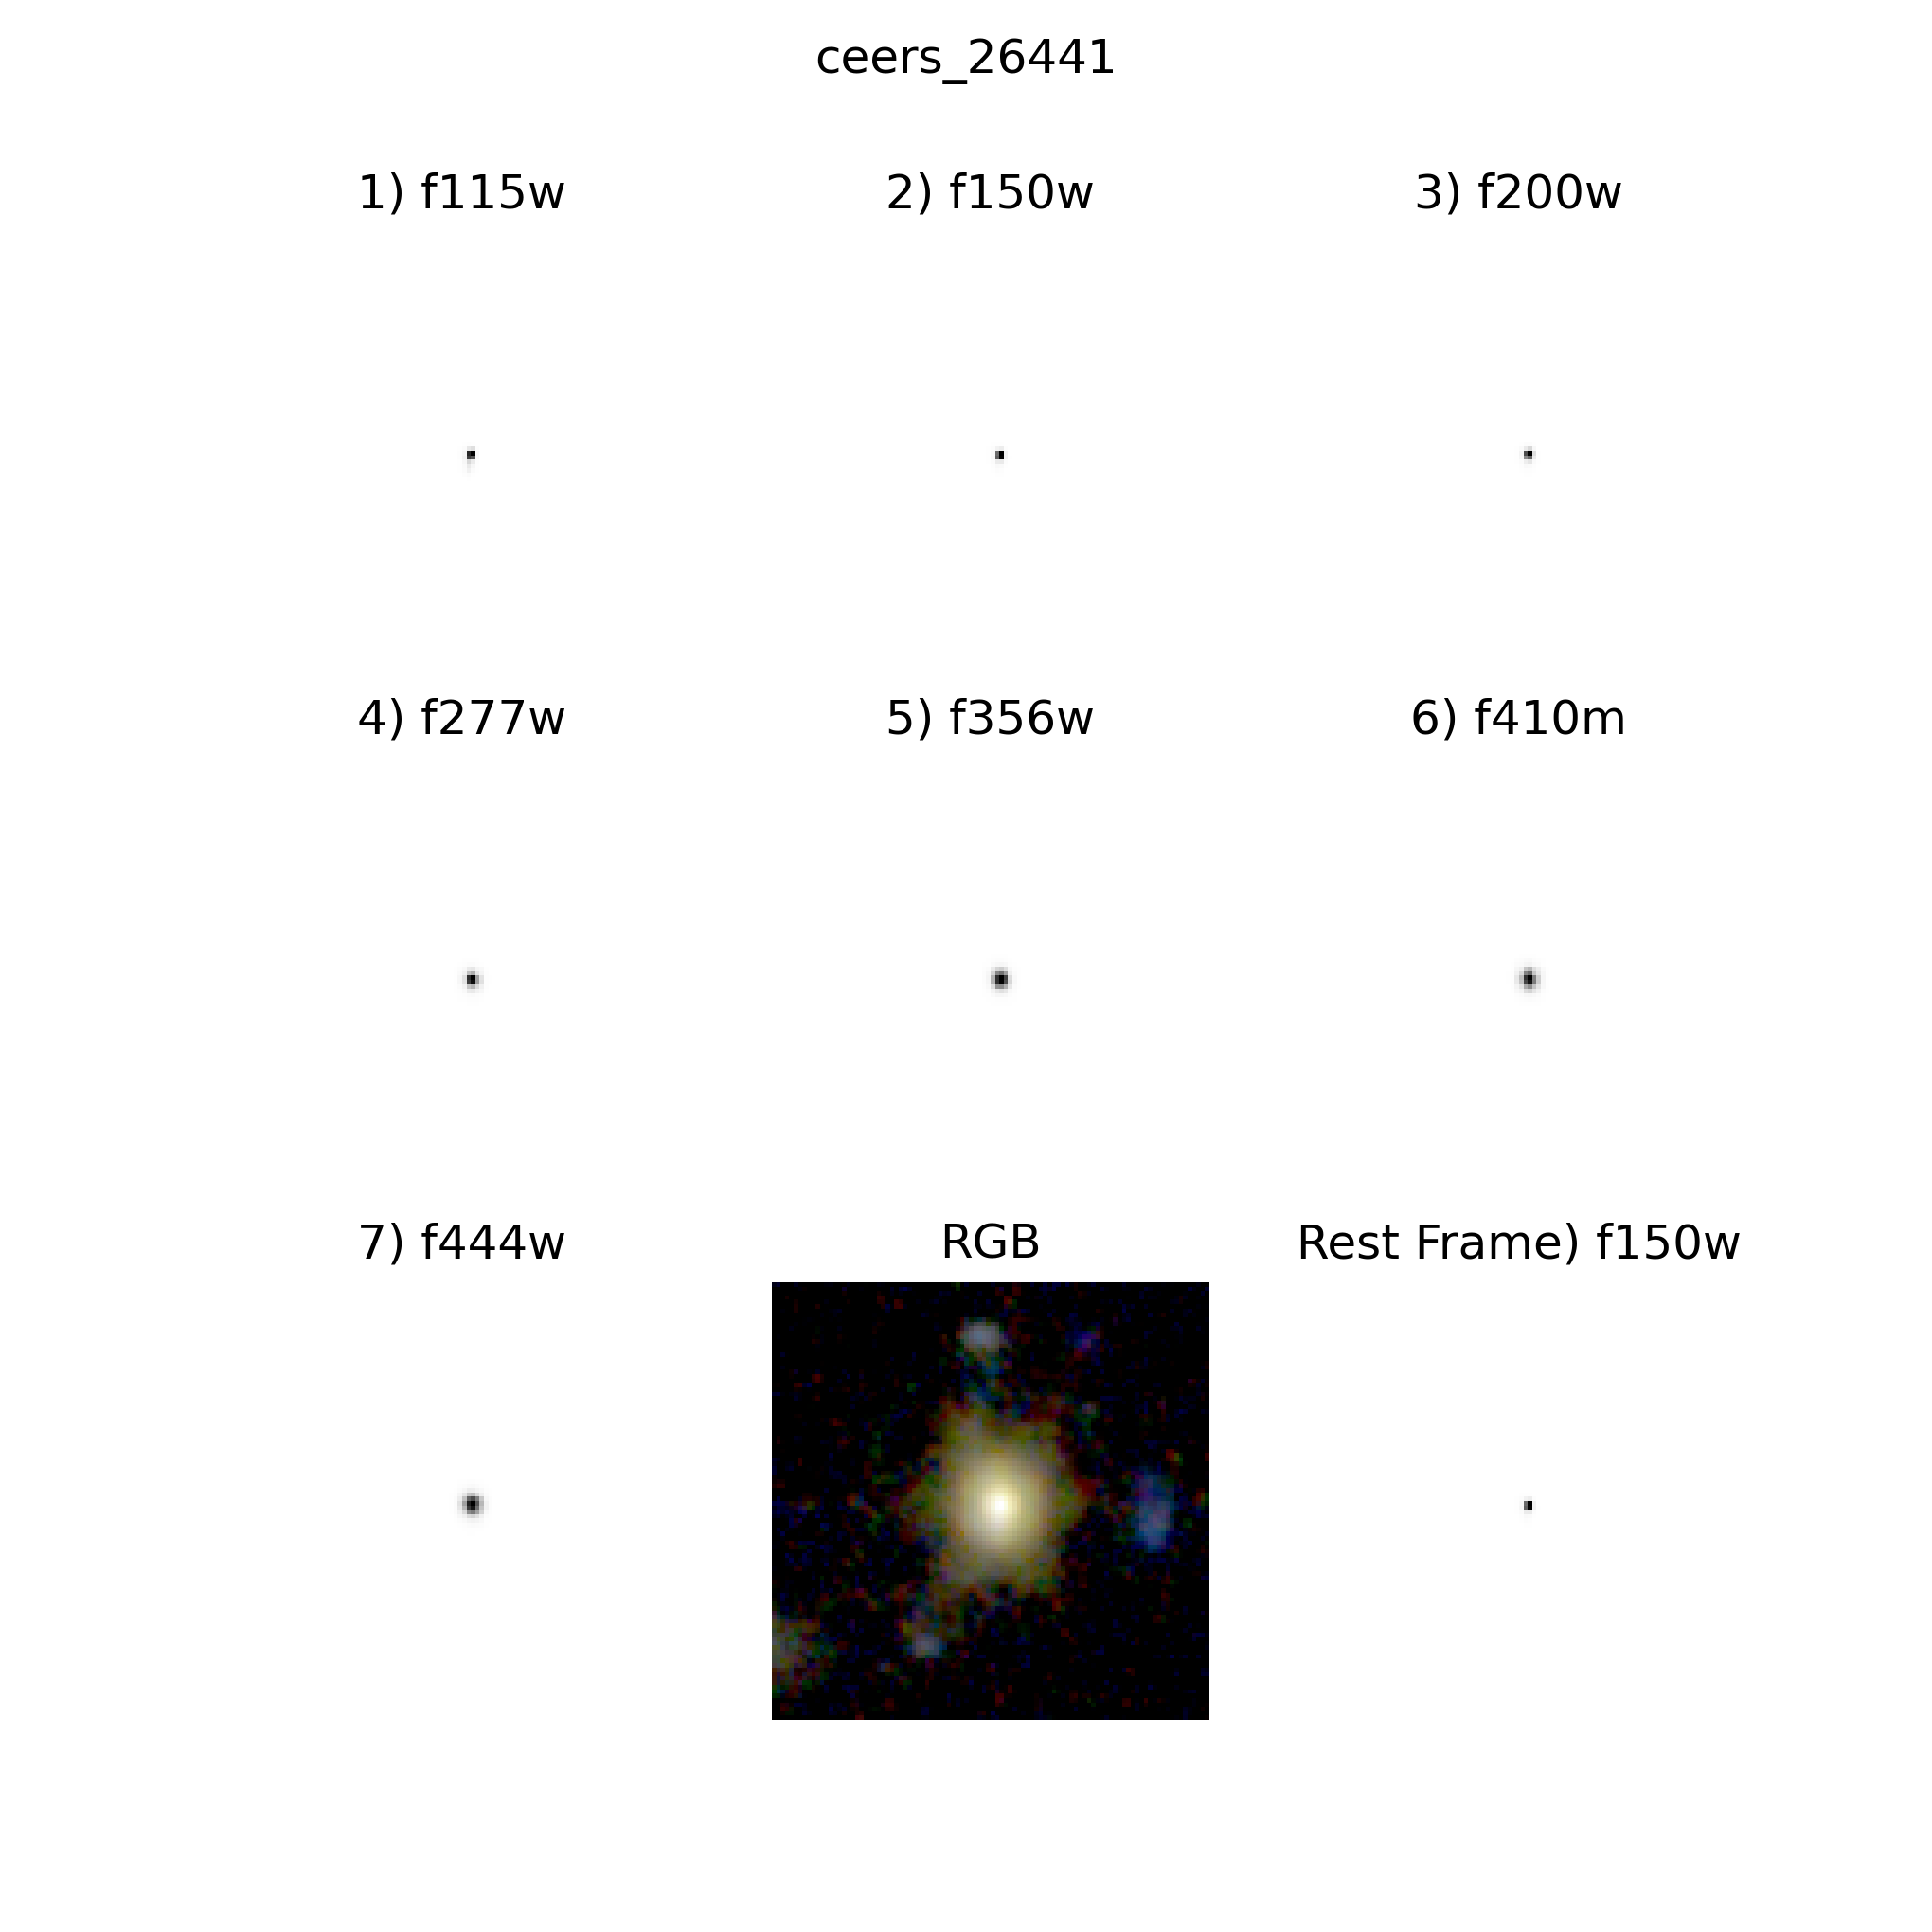 ceers_26441
1) f115w
2) f150w
3) f200w
4) f277w
5) f356w
6) f410m
7) f444w
RGB
Rest Frame) f150w